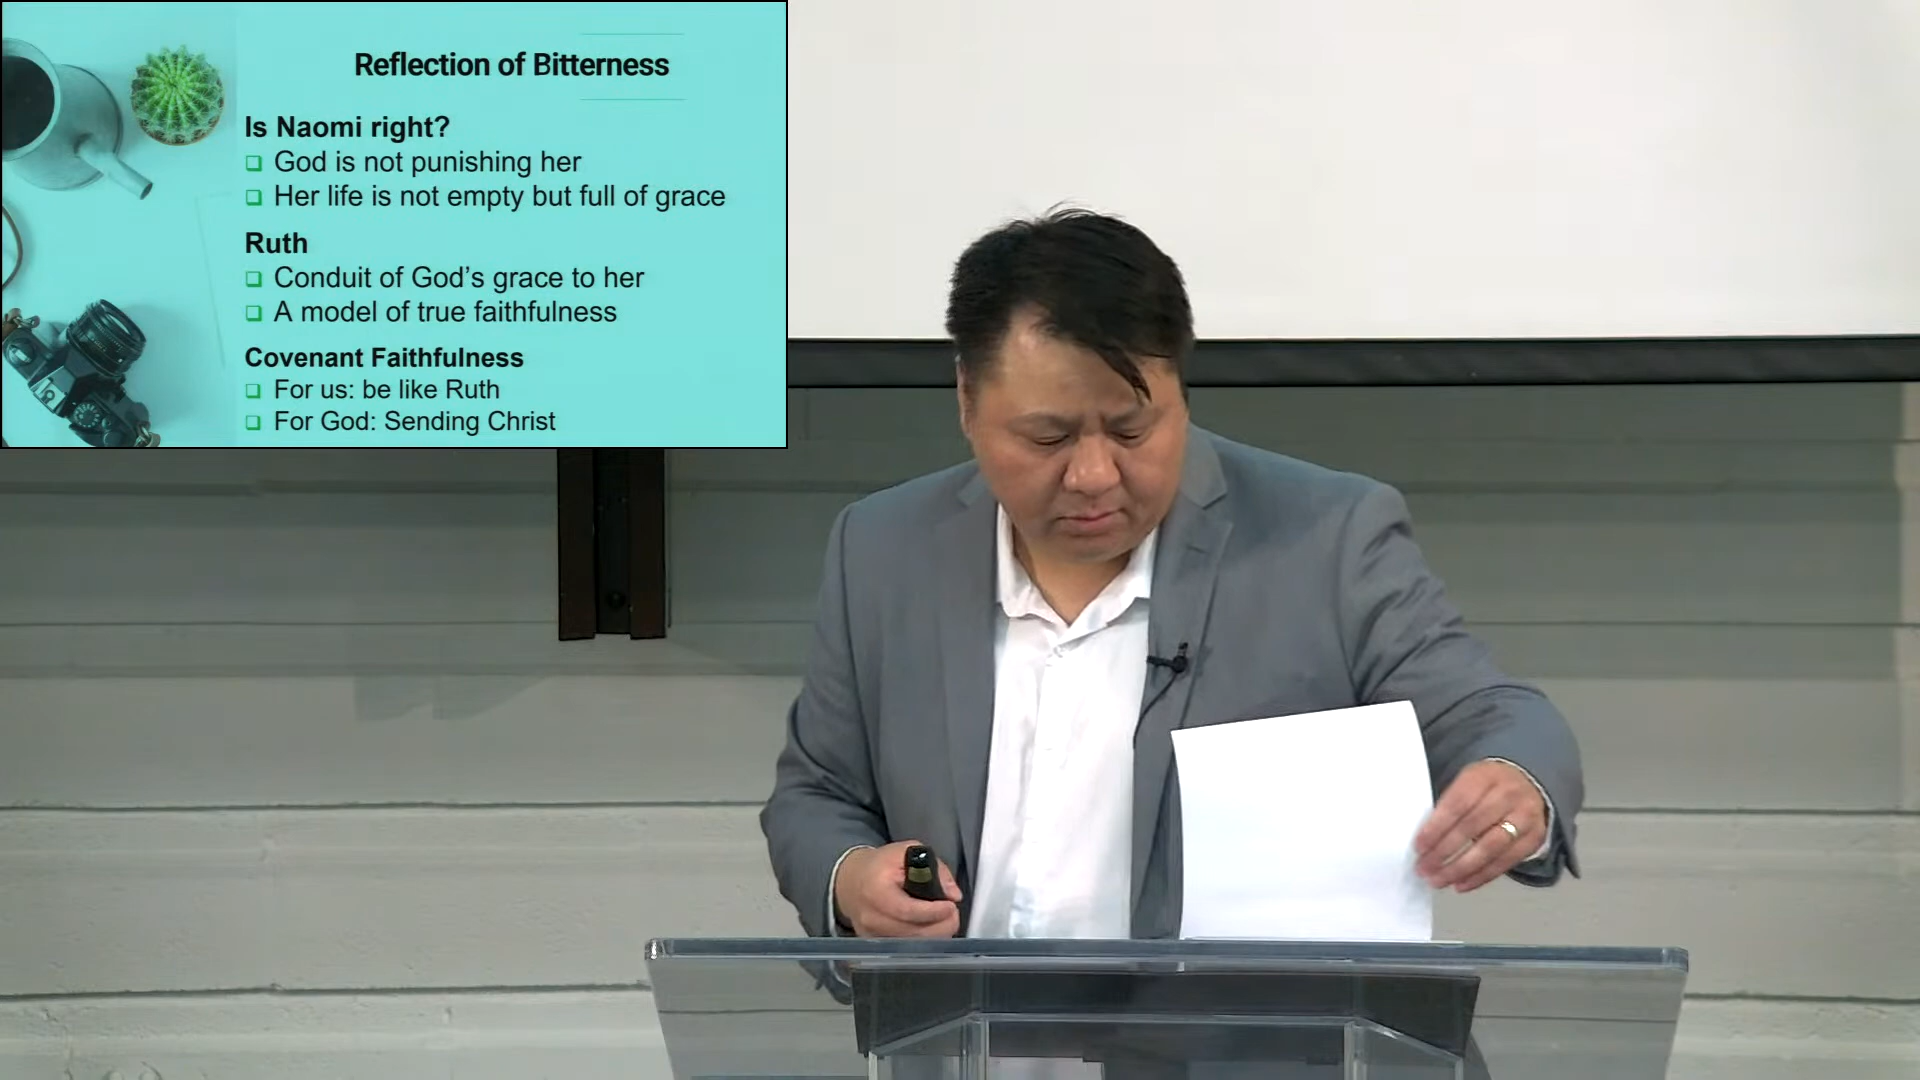 Reflection of Bitterness
Is Naomi right?
God is not punishing her
Her life is not empty but full of grace
Ruth
Conduit of God’s grace to her
A model of true faithfulness
Covenant Faithfulness
For us: be like Ruth
For God: Sending Christ